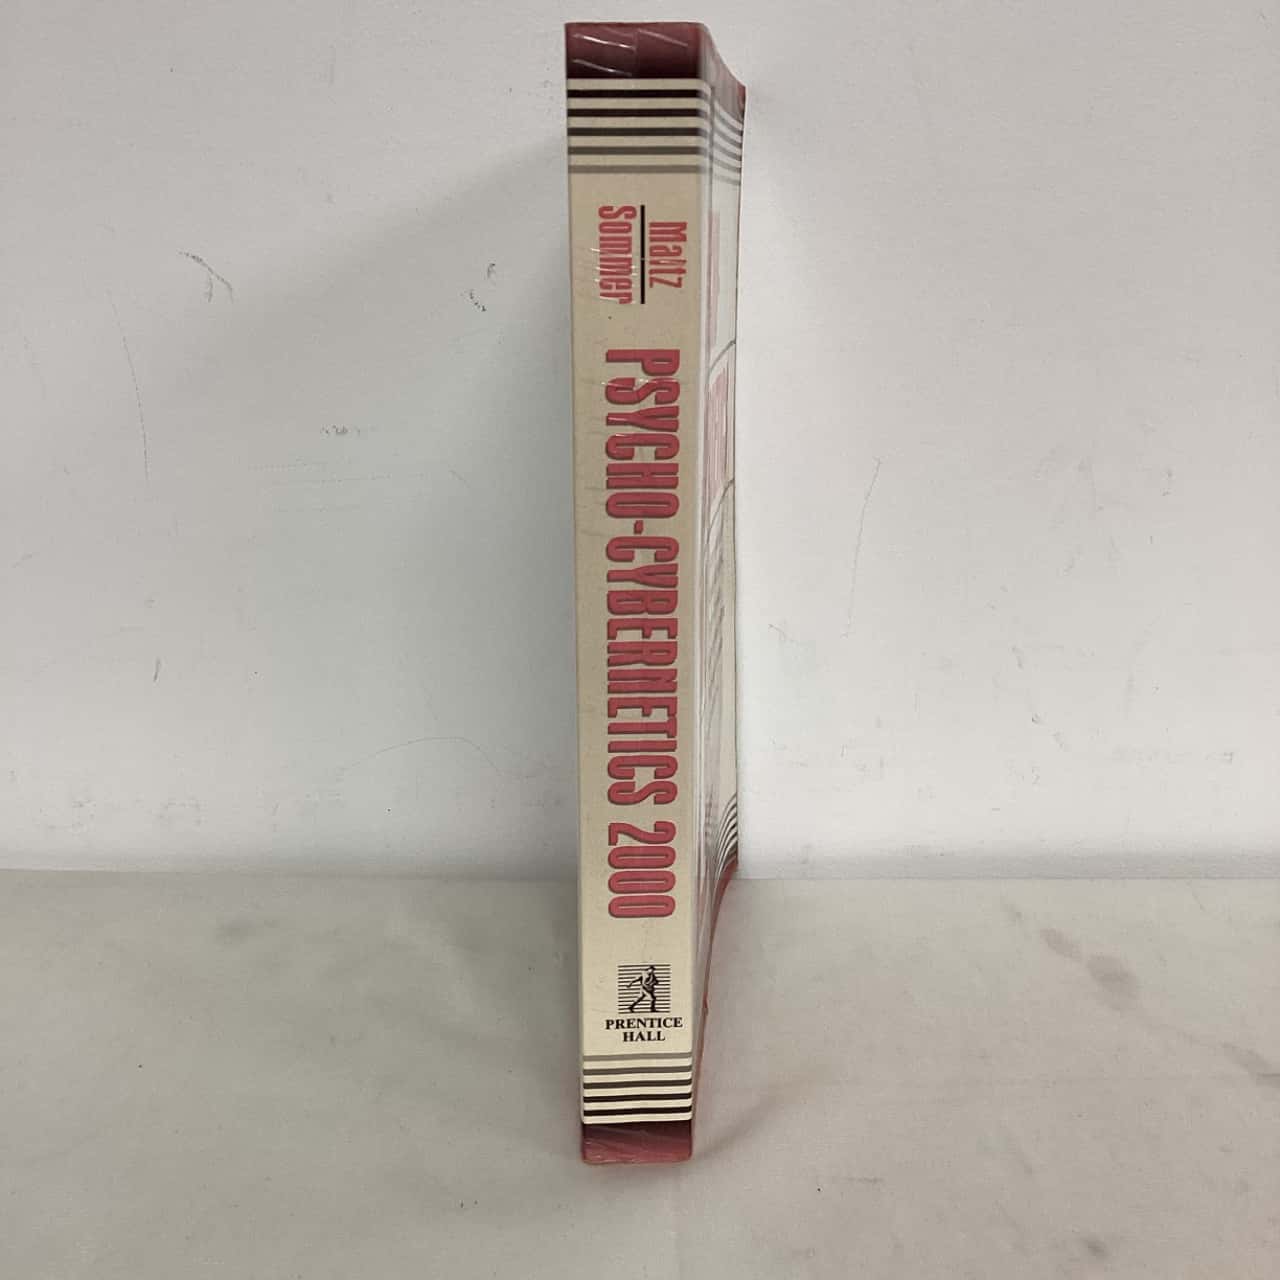 Maltz
Sommer
PSYCHO-CYBERNETICS 2000
PRENTICE
HALL